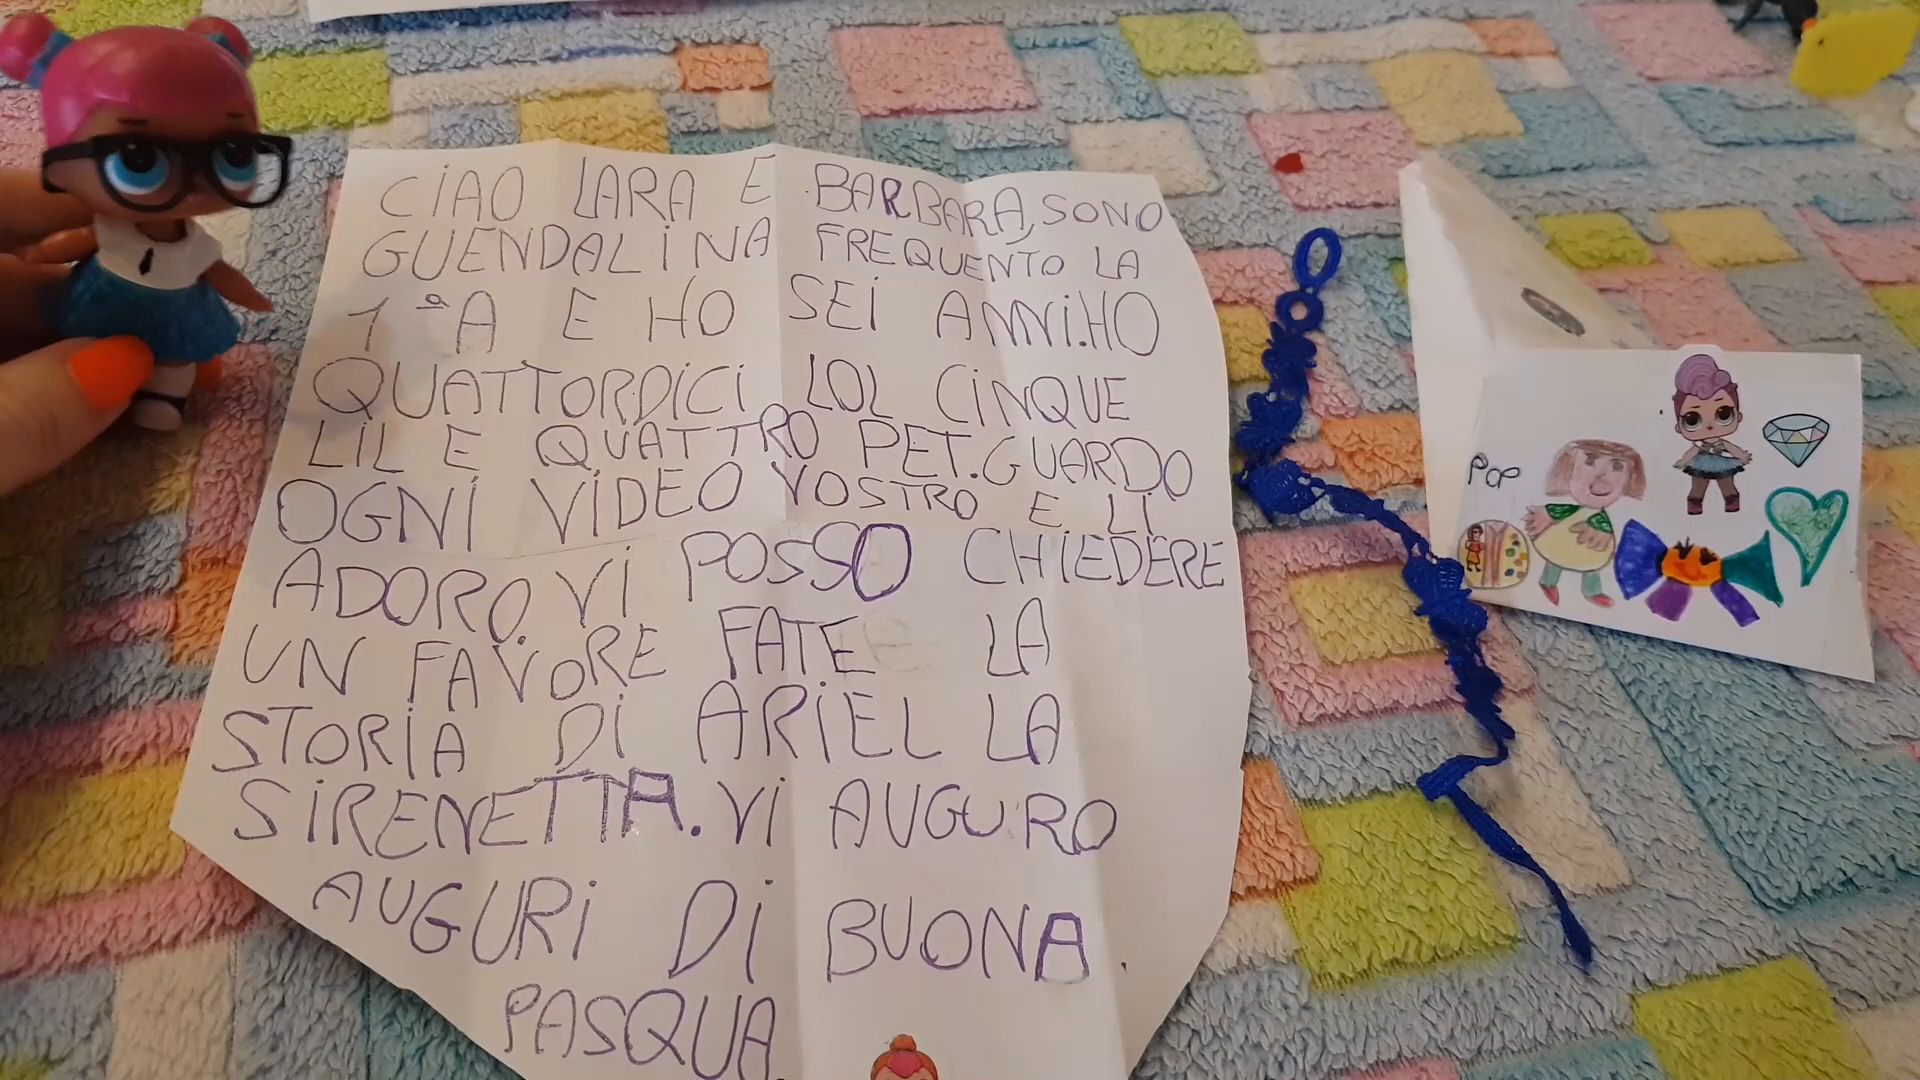 CIAO LARA E BARBARA, SONO
GUENDALINA FREQUENTO LA
1ªA E HO SEI ANNI. HO
QUATTORDICI LOL CINQUE
LIL E QUATTRO PET. GUARDO
OGNI VIDEO VOSTRO E LI
ADORO. VI POSSO CHIEDERE
UN FAVORE FATE LA
STORIA DI ARIEL LA
SIRENETTA. VI AUGURO
AUGURI DI BUONA
PASQUA.
POP